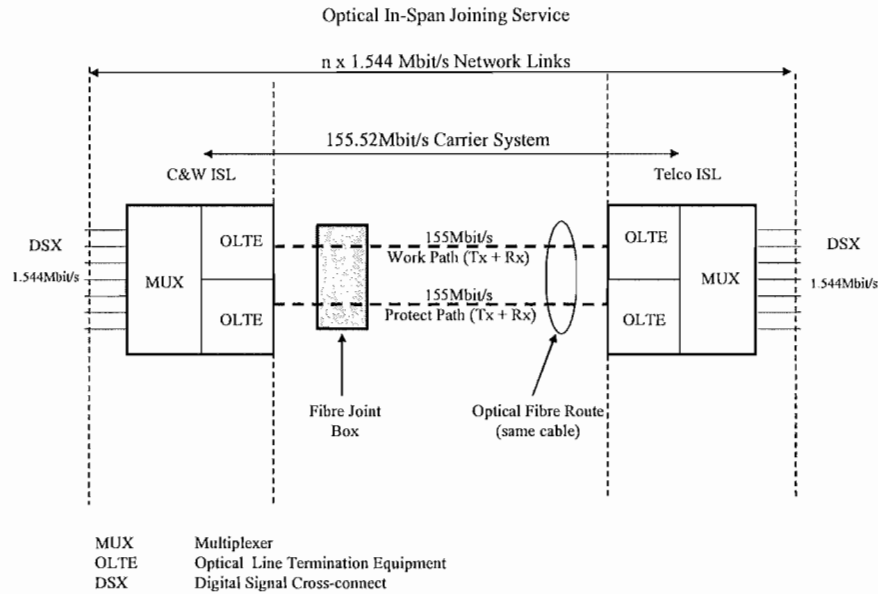 Optical In-Span Joining Service
n x 1.544 Mbit/s Network Links
155.52Mbit/s Carrier System
C&W ISL
Telco ISL
DSX
1.544Mbit/s
MUX
OLTE
OLTE
155Mbit/s
Work Path (Tx + Rx)
155Mbit/s
Protect Path (Tx + Rx)
OLTE
OLTE
MUX
DSX
1.544Mbit/s
Fibre Joint
Box
Optical Fibre Route
(same cable)
MUX Multiplexer
OLTE Optical Line Termination Equipment
DSX Digital Signal Cross-connect